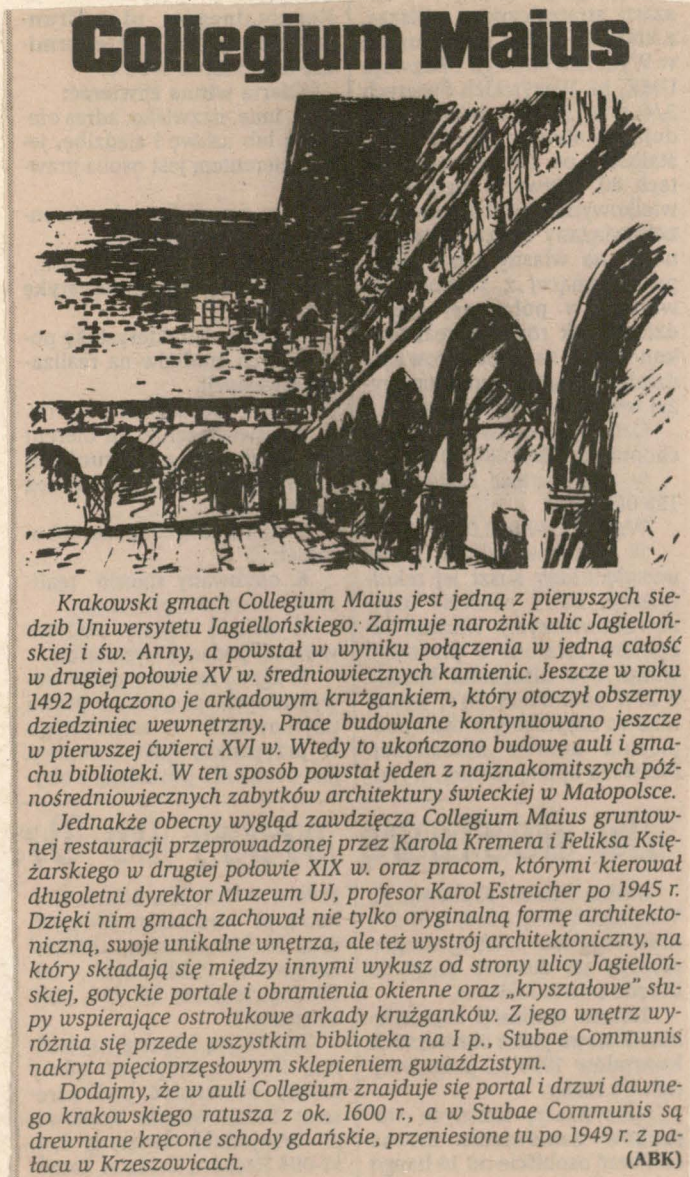 Collegium Maius
Krakowski gmach Collegium Maius jest jedną z pierwszych sie-
dzib Uniwersytetu Jagiellońskiego. Zajmuje narożnik ulic Jagielloń-
skiej i św. Anny, a powstał w wyniku połączenia w jedną całość
w drugiej połowie XV w. średniowiecznych kamienic. Jeszcze w roku
1492 połączono je arkadowym krużgankiem, który otoczył obszerny
dziedziniec wewnętrzny. Prace budowlane kontynuowano jeszcze
w pierwszej ćwierci XVI w. Wtedy to ukończono budowę auli i gma-
chu biblioteki. W ten sposób powstał jeden z najznakomitszych póź-
nośredniowiecznych zabytków architektury świeckiej w Małopolsce.
Jednakże obecny wygląd zawdzięcza Collegium Maius gruntow-
nej restauracji przeprowadzonej przez Karola Kremera i Feliksa Księ-
żarskiego w drugiej połowie XIX w. oraz pracom, którymi kierował
długoletni dyrektor Muzeum UJ, profesor Karol Estreicher po 1945 r.
Dzięki nim gmach zachował nie tylko oryginalną formę architekto-
niczną, swoje unikalne wnętrza, ale też wystrój architektoniczny, na
który składają się między innymi wykusz od strony ulicy Jagielloń-
skiej, gotyckie portale i obramienia okienne oraz „kryształowe" słu-
py wspierające ostrołukowe arkady krużganków. Z jego wnętrz wy-
różnia się przede wszystkim biblioteka na I p., Stubae Communis
nakryta pięcioprzęsłowym sklepieniem gwiaździstym.
Dodajmy, że w auli Collegium znajduje się portal i drzwi dawne-
go krakowskiego ratusza z ok. 1600 r., a w Stubae Communis są
drewniane kręcone schody gdańskie, przeniesione tu po 1949 r. z pa-
łacu w Krzeszowicach. (ABK)